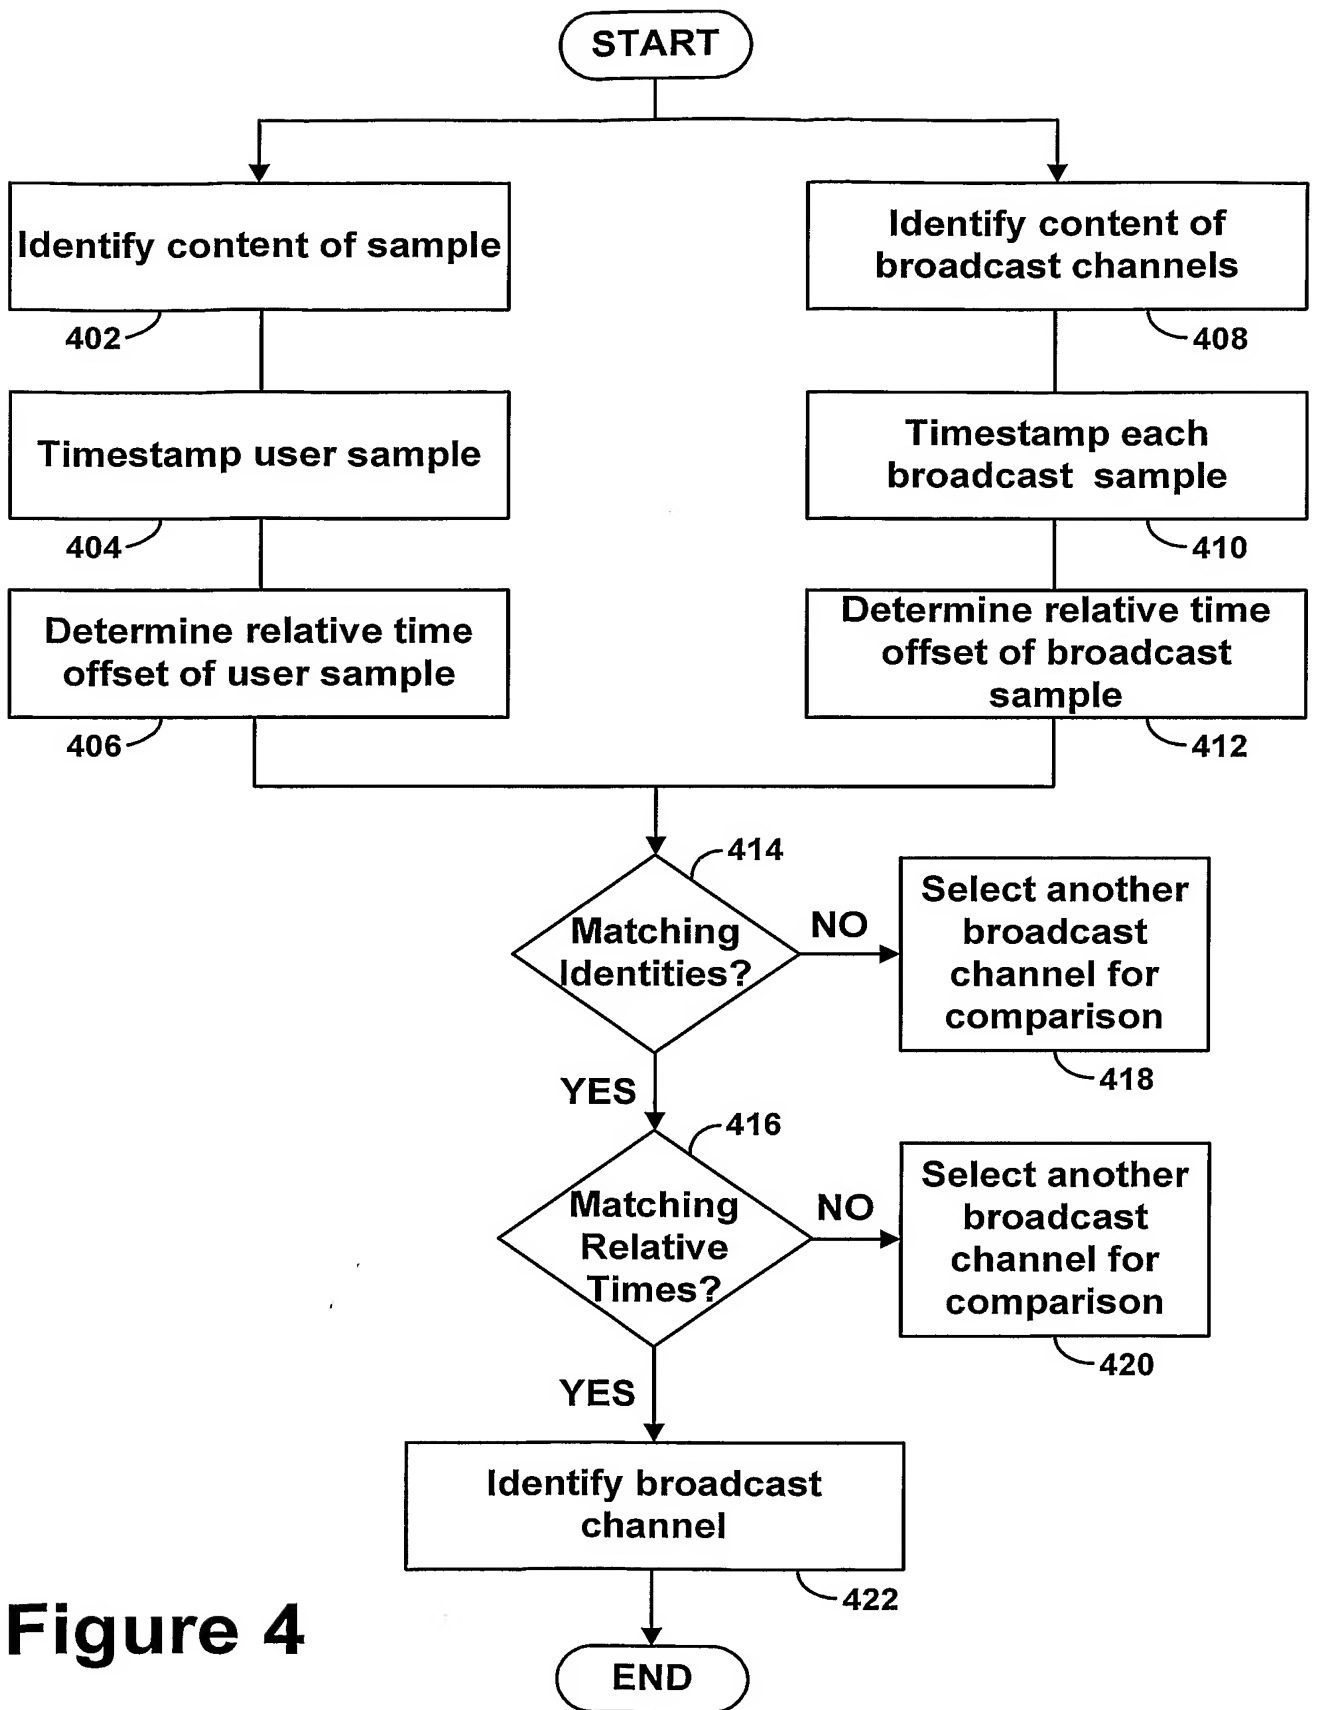 START
Identify content of sample
402
Identify content of
broadcast channels
408
Timestamp user sample
404
Timestamp each
broadcast sample
410
Determine relative time
offset of user sample
406
Determine relative time
offset of broadcast
sample
412
414
Matching
Identities?
NO
Select another
broadcast
channel for
comparison
418
YES
416
Matching
Relative
Times?
NO
Select another
broadcast
channel for
comparison
420
YES
Identify broadcast
channel
422
Figure 4
END